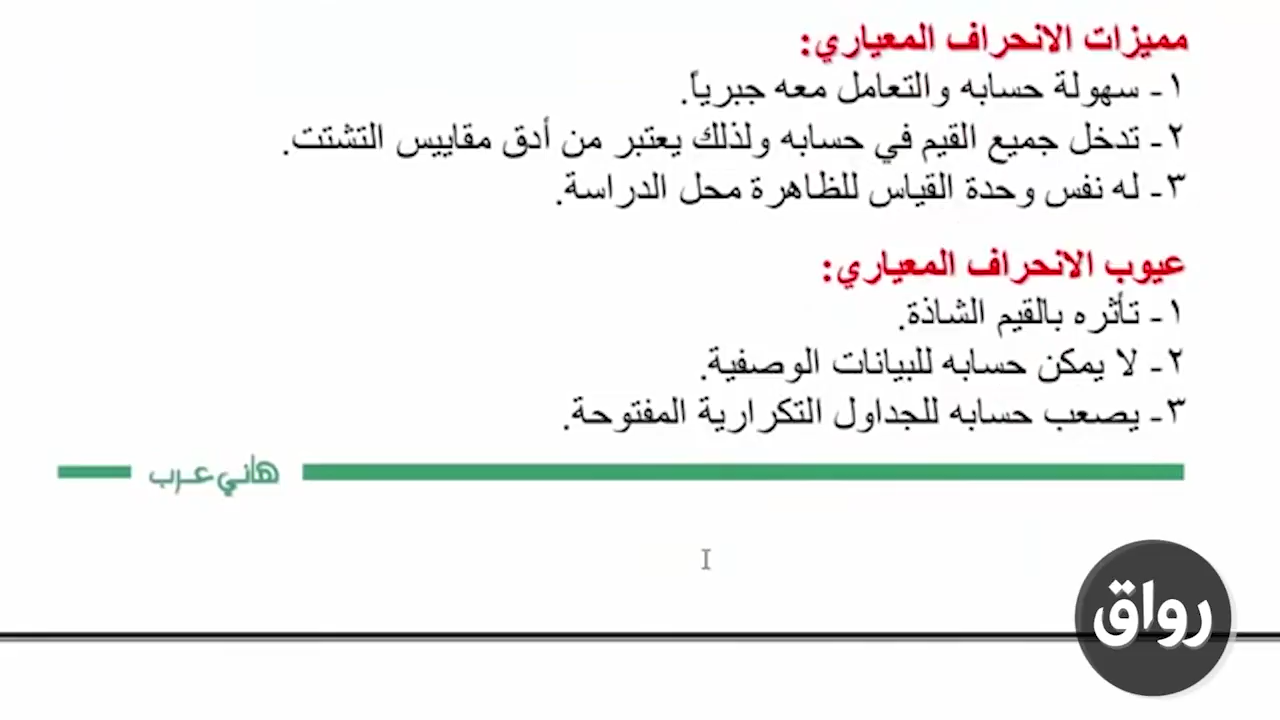 مميزات الانحراف المعياري:
١- سهولة حسابه والتعامل معه جبرياً.
٢- تدخل جميع القيم في حسابه ولذلك يعتبر من أدق مقاييس التشتت.
٣- له نفس وحدة القياس للظاهرة محل الدراسة.
عيوب الانحراف المعياري:
١- تأثره بالقيم الشاذة.
٢- لا يمكن حسابه للبيانات الوصفية.
٣- يصعب حسابه للجداول التكرارية المفتوحة.
هاني عرب
رواق